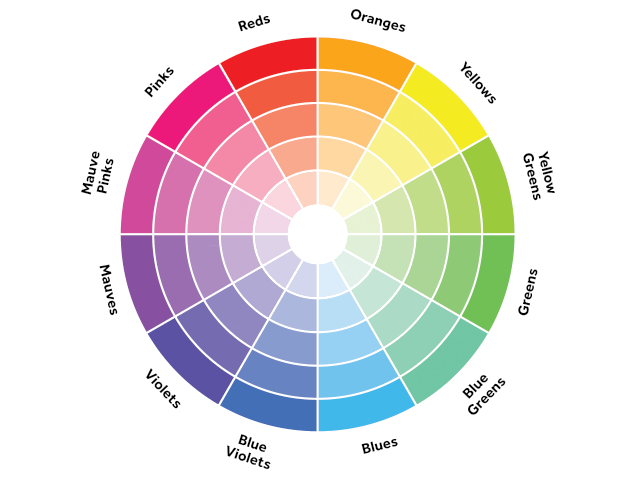 Reds
Oranges
Yellows
Yellow
Greens
Greens
Blue
Greens
Blues
Blue
Violets
Violets
Mauves
Mauve
Pinks
Pinks